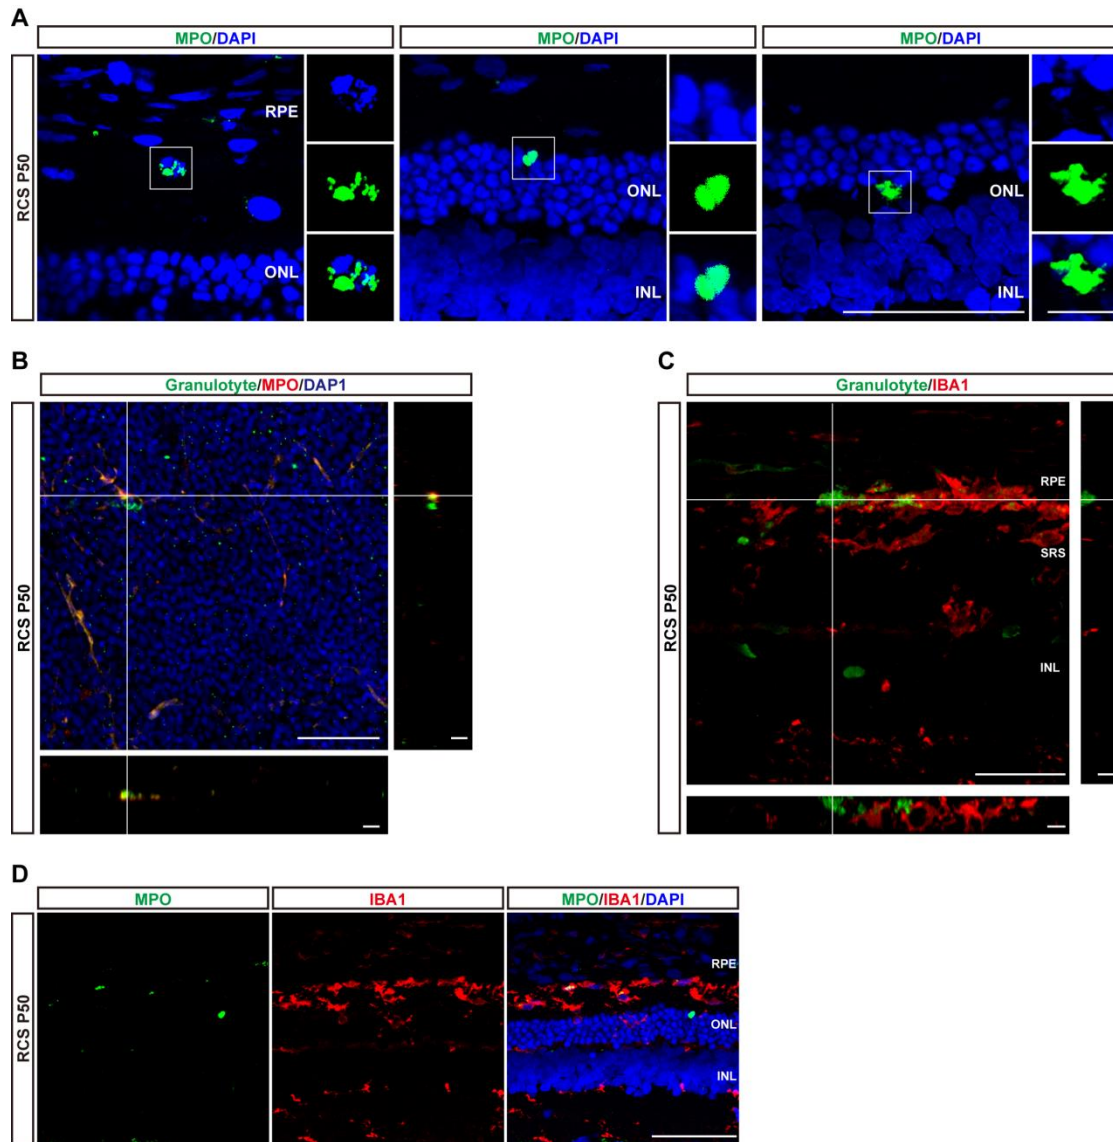 A
MPO/DAPI
MPO/DAPI
MPO/DAPI
RCS P50
RPE
ONL
ONL
INL
ONL
INL
B
Granulotyte/MPO/DAP1
RCS P50
C
Granulotyte/IBA1
RCS P50
RPE
SRS
INL
D
MPO
IBA1
MPO/IBA1/DAPI
RCS P50
RPE
ONL
INL